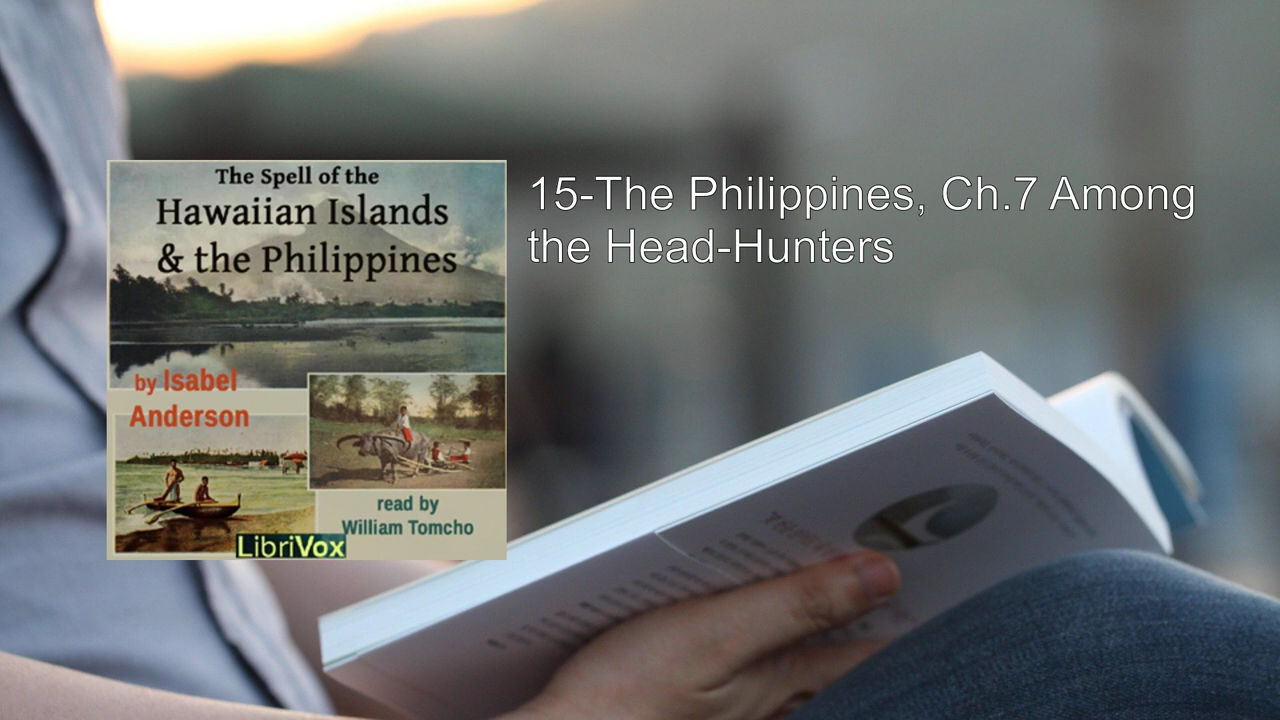 The Spell of the
Hawaiian Islands
& the Philippines
by Isabel
Anderson
read by
William Tomcho
LibriVox
15-The Philippines, Ch.7 Among
the Head-Hunters